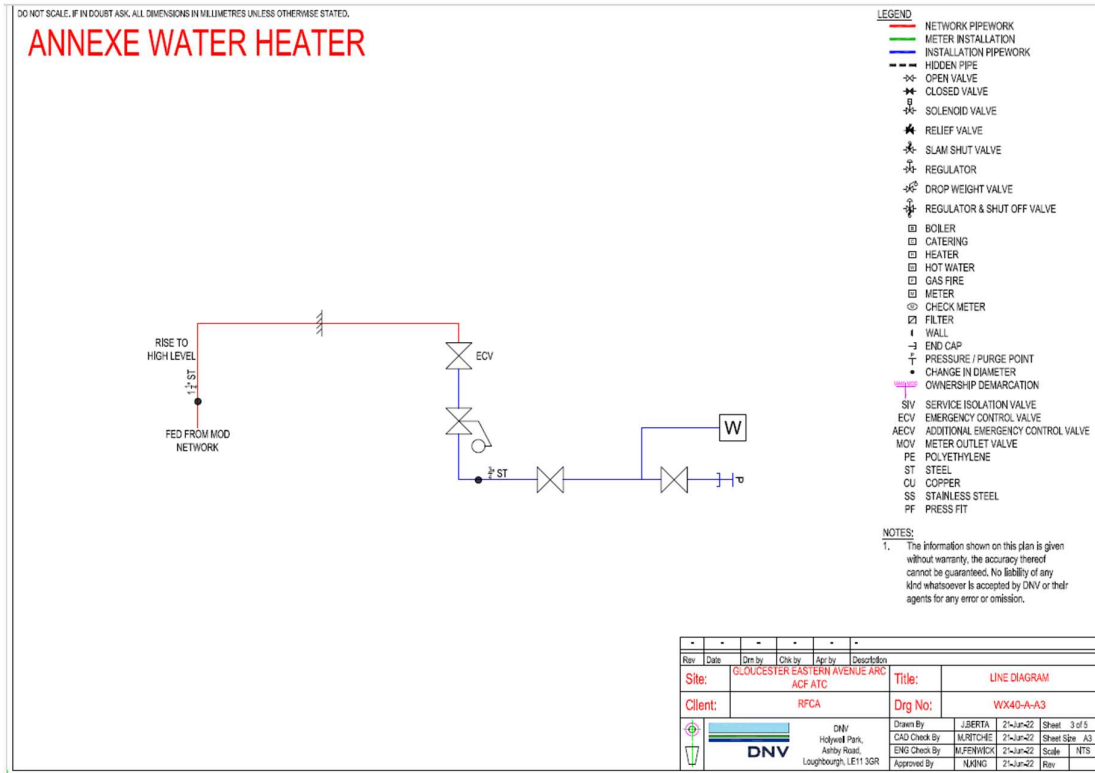 DO NOT SCALE. IF IN DOUBT ASK. ALL DIMENSIONS IN MILLIMETRES UNLESS OTHERWISE STATED.
ANNEXE WATER HEATER
RISE TO
HIGH LEVEL
1½" ST
FED FROM MOD
NETWORK
ECV
¾" ST
W
P
LEGEND
NETWORK PIPEWORK
METER INSTALLATION
INSTALLATION PIPEWORK
HIDDEN PIPE
OPEN VALVE
CLOSED VALVE
SOLENOID VALVE
RELIEF VALVE
SLAM SHUT VALVE
REGULATOR
DROP WEIGHT VALVE
REGULATOR & SHUT OFF VALVE
B BOILER
C CATERING
H HEATER
W HOT WATER
F GAS FIRE
M METER
M CHECK METER
FILTER
WALL
END CAP
P PRESSURE / PURGE POINT
CHANGE IN DIAMETER
OWNERSHIP DEMARCATION
SIV SERVICE ISOLATION VALVE
ECV EMERGENCY CONTROL VALVE
AECV ADDITIONAL EMERGENCY CONTROL VALVE
MOV METER OUTLET VALVE
PE POLYETHYLENE
ST STEEL
CU COPPER
SS STAINLESS STEEL
PF PRESS FIT
NOTES:
1. The information shown on this plan is given
without warranty, the accuracy thereof
cannot be guaranteed. No liability of any
kind whatsoever is accepted by DNV or their
agents for any error or omission.
- - - - - -
Rev Date Drn by Chk by Apr by Description
Site: GLOUCESTER EASTERN AVENUE ARC
ACF ATC
Title: LINE DIAGRAM
Client: RFCA
Drg No: WX40-A-A3
DNV
DNV
Holywell Park,
Ashby Road,
Loughbourgh, LE11 3GR
Drawn By J.BERTA 21-Jun-22 Sheet 3 of 5
CAD Check By M.RITCHIE 21-Jun-22 Sheet Size A3
ENG Check By M.FENWICK 21-Jun-22 Scale NTS
Approved By N.KING 21-Jun-22 Rev